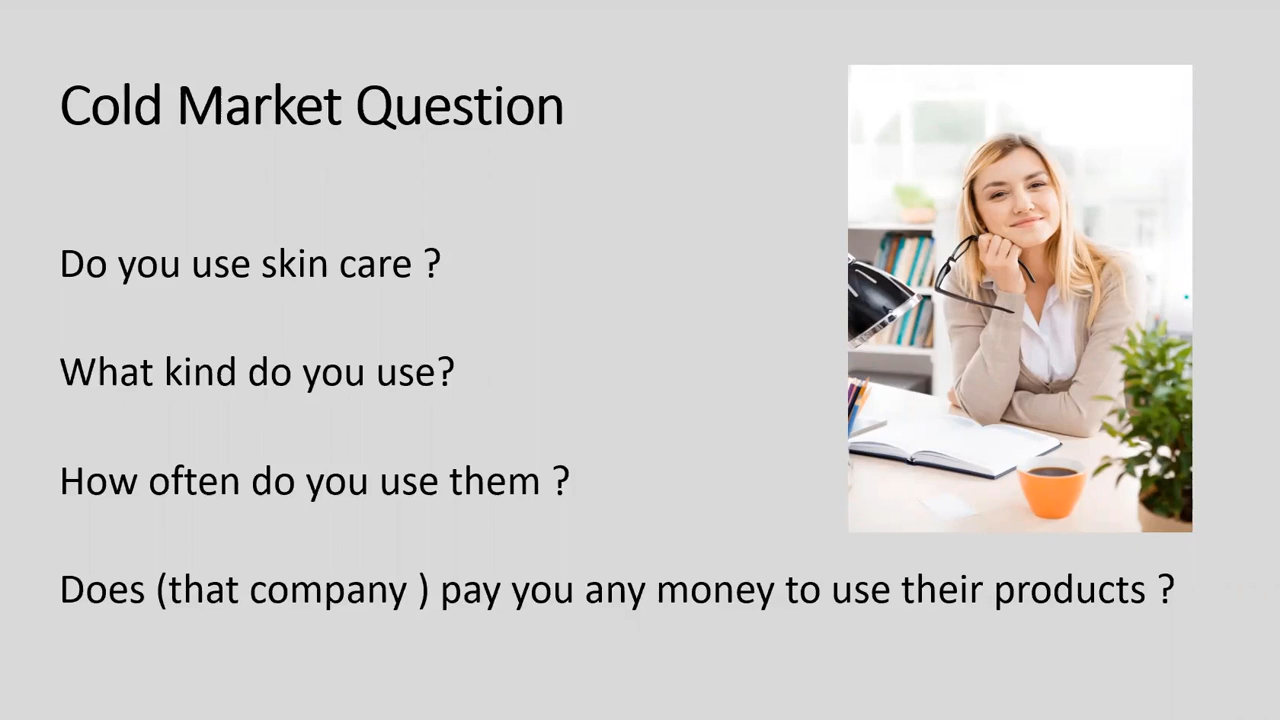 Cold Market Question
Do you use skin care ?
What kind do you use?
How often do you use them ?
Does (that company ) pay you any money to use their products ?